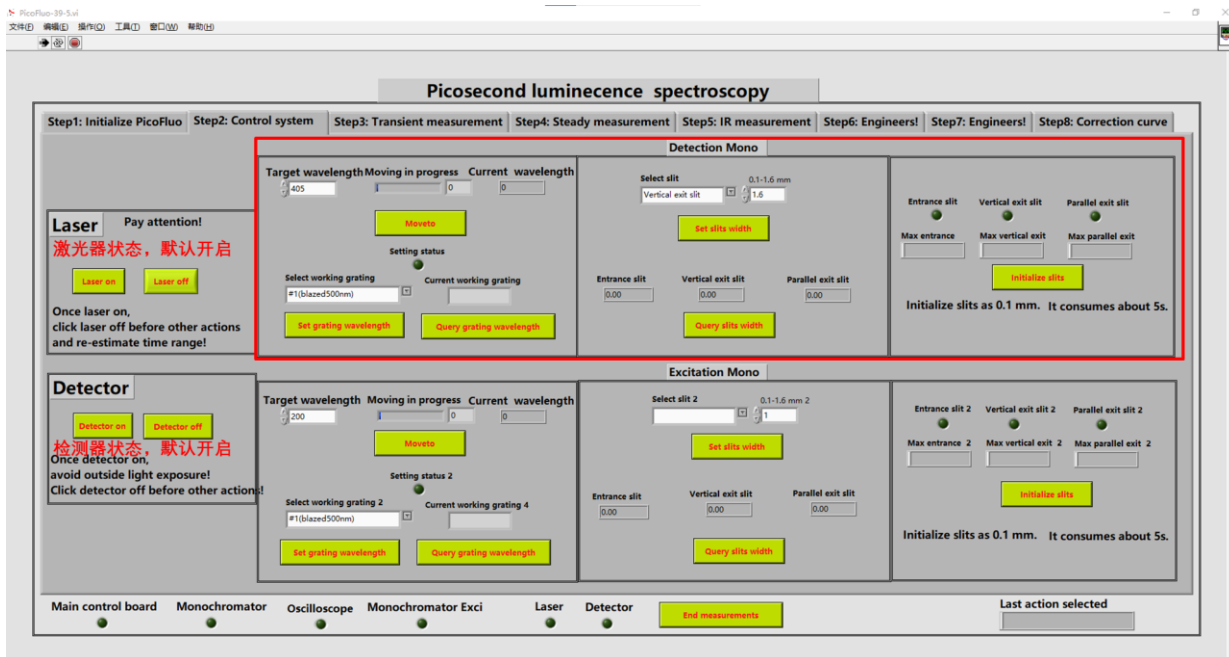 PicoFluo-39-5.vi
文件(F) 编辑(E) 操作(O) 工具(T) 窗口(W) 帮助(H)
Picosecond luminecence spectroscopy
Step1: Initialize PicoFluo Step2: Control system Step3: Transient measurement Step4: Steady measurement Step5: IR measurement Step6: Engineers! Step7: Engineers! Step8: Correction curve
Laser Pay attention!
激光器状态，默认开启
Laser on Laser off
Once laser on,
click laser off before other actions
and re-estimate time range!
Detection Mono
Target wavelength Moving in progress Current wavelength
405 0 0
Moveto
Setting status
Select working grating Current working grating
#1(blazed500nm)
Set grating wavelength Query grating wavelength
Select slit 0.1-1.6 mm
Vertical exit slit 1.6
Set slits width
Entrance slit Vertical exit slit Parallel exit slit
0.00 0.00 0.00
Query slits width
Entrance slit Vertical exit slit Parallel exit slit
Max entrance Max vertical exit Max parallel exit
Initialize slits
Initialize slits as 0.1 mm. It consumes about 5s.
Detector
Detector on Detector off
检测器状态，默认开启
Once detector on,
avoid outside light exposure!
Click detector off before other actions!
Excitation Mono
Target wavelength Moving in progress Current wavelength
200 0 0
Moveto
Setting status 2
Select working grating 2 Current working grating 4
#1(blazed500nm)
Set grating wavelength Query grating wavelength
Select slit 2 0.1-1.6 mm 2
1
Set slits width
Entrance slit Vertical exit slit Parallel exit slit
0.00 0.00 0.00
Query slits width
Entrance slit 2 Vertical exit slit 2 Parallel exit slit 2
Max entrance 2 Max vertical exit 2 Max parallel exit 2
Initialize slits
Initialize slits as 0.1 mm. It consumes about 5s.
Main control board Monochromator Oscilloscope Monochromator Exci Laser Detector End measurements Last action selected